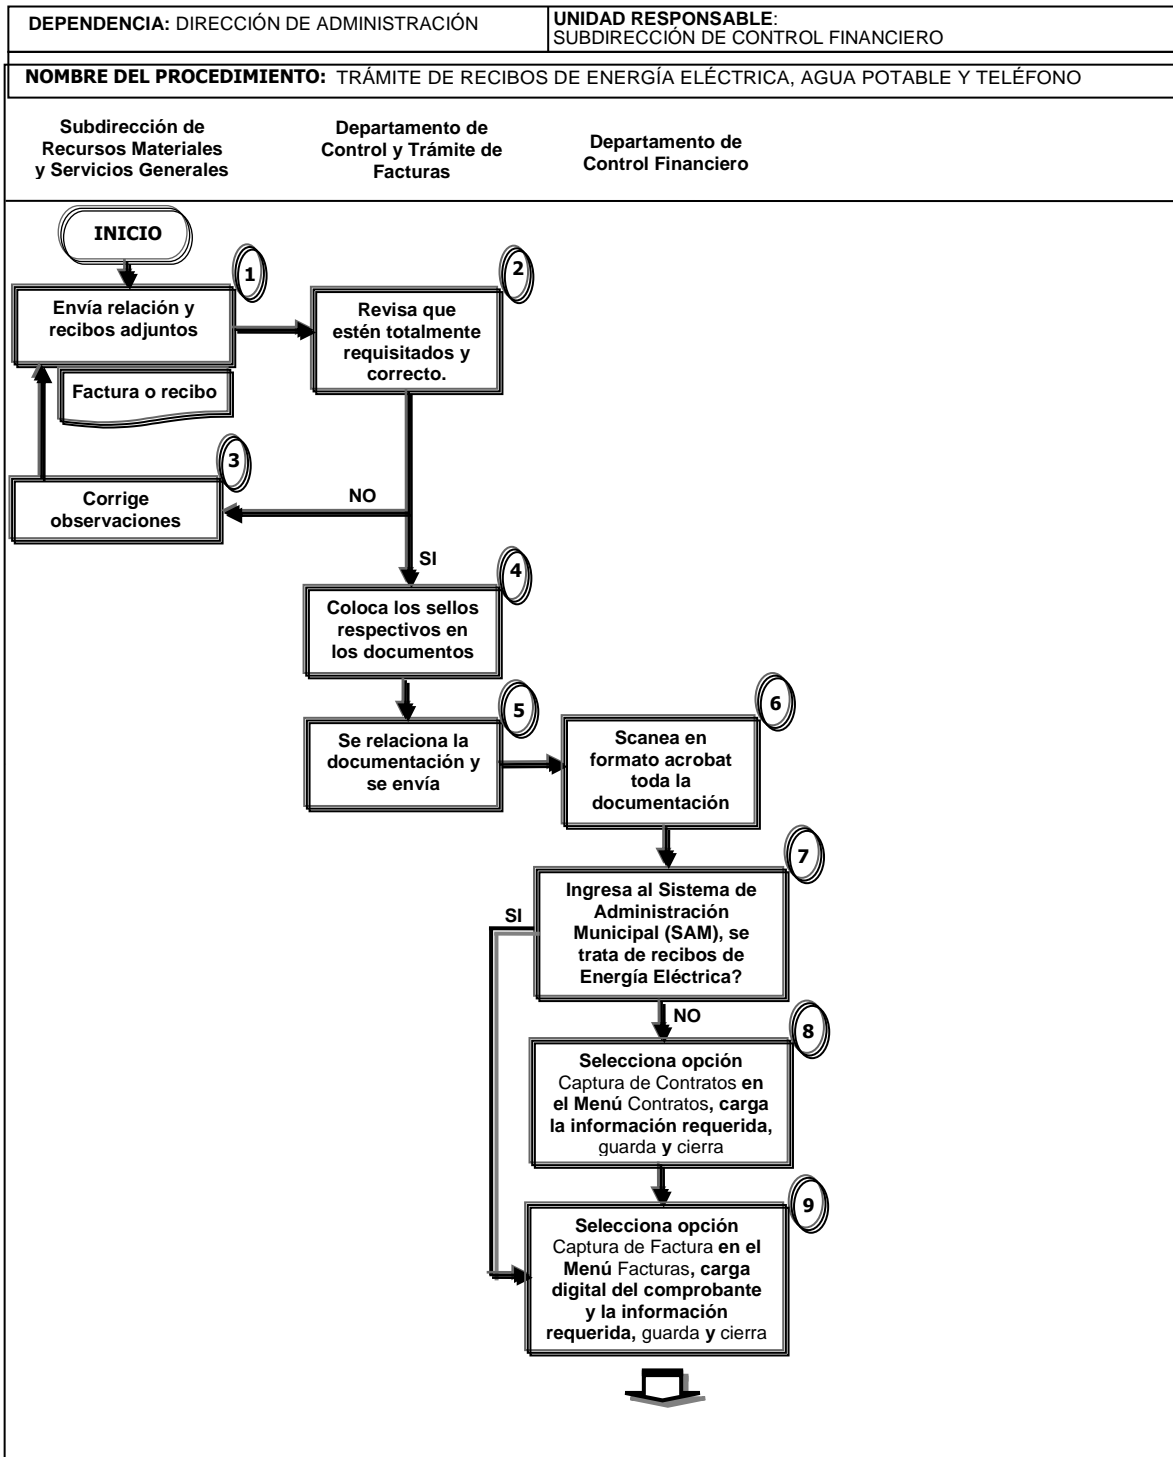 DEPENDENCIA: DIRECCIÓN DE ADMINISTRACIÓN
UNIDAD RESPONSABLE:
SUBDIRECCIÓN DE CONTROL FINANCIERO
NOMBRE DEL PROCEDIMIENTO: TRÁMITE DE RECIBOS DE ENERGÍA ELÉCTRICA, AGUA POTABLE Y TELÉFONO
Subdirección de
Recursos Materiales
y Servicios Generales
Departamento de
Control y Trámite de
Facturas
Departamento de
Control Financiero
INICIO
1
Envía relación y
recibos adjuntos
Factura o recibo
2
Revisa que
estén totalmente
requisitados y
correcto.
3
Corrige
observaciones
NO
SI
4
Coloca los sellos
respectivos en
los documentos
5
Se relaciona la
documentación y
se envía
6
Scanea en
formato acrobat
toda la
documentación
7
Ingresa al Sistema de
Administración
Municipal (SAM), se
trata de recibos de
Energía Eléctrica?
SI
NO
8
Selecciona opción
Captura de Contratos en
el Menú Contratos, carga
la información requerida,
guarda y cierra
9
Selecciona opción
Captura de Factura en el
Menú Facturas, carga
digital del comprobante
y la información
requerida, guarda y cierra